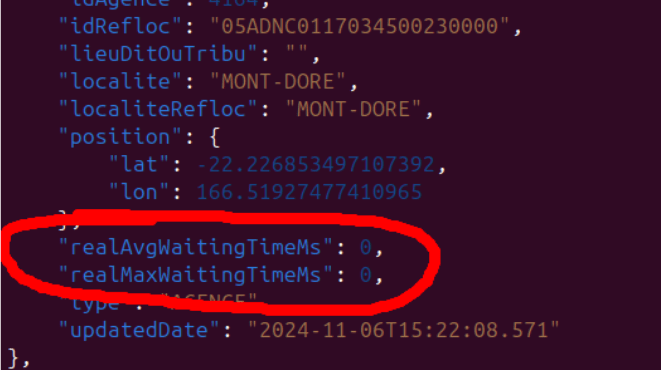 "idAgence": 4164,
"idRefloc": "05ADNC0117034500230000",
"lieuDitOuTribu": "",
"localite": "MONT-DORE",
"localiteRefloc": "MONT-DORE",
"position": {
"lat": -22.226853497107392,
"lon": 166.51927477410965
},
"realAvgWaitingTimeMs": 0,
"realMaxWaitingTimeMs": 0,
"type": "AGENCE"
"updatedDate": "2024-11-06T15:22:08.571"
},